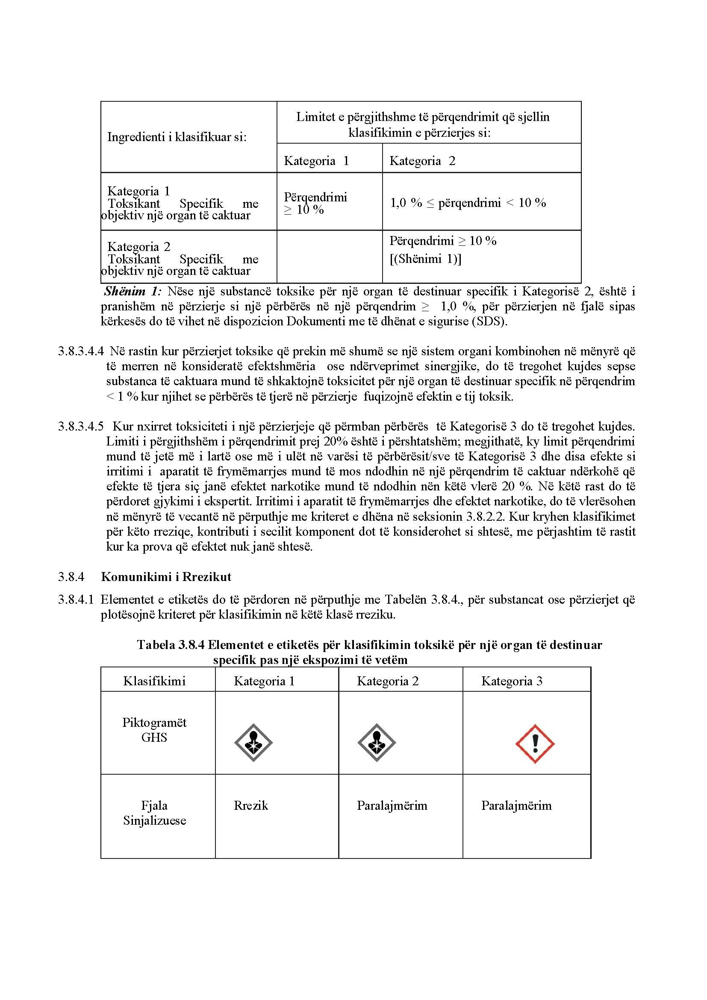 Ingredienti i klasifikuar si:
Limitet e përgjithshme të përqendrimit që sjellin
klasifikimin e përzierjes si:
Kategoria 1
Kategoria 2
Kategoria 1
Toksikant Specifik me
objektiv një organ të caktuar
Përqendrimi
≥ 10 %
1,0 % ≤ përqendrimi < 10 %
Kategoria 2
Toksikant Specifik me
objektiv një organ të caktuar
Përqendrimi ≥ 10 %
[(Shënimi 1)]
Shënim 1: Nëse një substancë toksike për një organ të destinuar specifik i Kategorisë 2, është i
pranishëm në përzierje si një përbërës në një përqendrim ≥ 1,0 %, për përzierjen në fjalë sipas
kërkesës do të vihet në dispozicion Dokumenti me të dhënat e sigurise (SDS).
3.8.3.4.4 Në rastin kur përzierjet toksike që prekin më shumë se një sistem organi kombinohen në mënyrë që
të merren në konsideratë efektshmëria ose ndërveprimet sinergjike, do të tregohet kujdes sepse
substanca të caktuara mund të shkaktojnë toksicitet për një organ të destinuar specifik në përqendrim
< 1 % kur njihet se përbërës të tjerë në përzierje fuqizojnë efektin e tij toksik.
3.8.3.4.5 Kur nxirret toksiciteti i një përzierjeje që përmban përbërës të Kategorisë 3 do të tregohet kujdes.
Limiti i përgjithshëm i përqendrimit prej 20% është i përshtatshëm; megjithatë, ky limit përqendrimi
mund të jetë më i lartë ose më i ulët në varësi të përbërësit/sve të Kategorisë 3 dhe disa efekte si
irritimi i aparatit të frymëmarrjes mund të mos ndodhin në një përqendrim të caktuar ndërkohë që
efekte të tjera siç janë efektet narkotike mund të ndodhin nën këtë vlerë 20 %. Në këtë rast do të
përdoret gjykimi i ekspertit. Irritimi i aparatit të frymëmarrjes dhe efektet narkotike, do të vlerësohen
në mënyrë të vecantë në përputhje me kriteret e dhëna në seksionin 3.8.2.2. Kur kryhen klasifikimet
për këto rreziqe, kontributi i secilit komponent dot të konsiderohet si shtesë, me përjashtim të rastit
kur ka prova që efektet nuk janë shtesë.
3.8.4 Komunikimi i Rrezikut
3.8.4.1 Elementet e etiketës do të përdoren në përputhje me Tabelën 3.8.4., për substancat ose përzierjet që
plotësojnë kriteret për klasifikimin në këtë klasë rreziku.
Tabela 3.8.4 Elementet e etiketës për klasifikimin toksikë për një organ të destinuar
specifik pas një ekspozimi të vetëm
Klasifikimi
Kategoria 1
Kategoria 2
Kategoria 3
Piktogramët
GHS
Fjala
Sinjalizuese
Rrezik
Paralajmërim
Paralajmërim